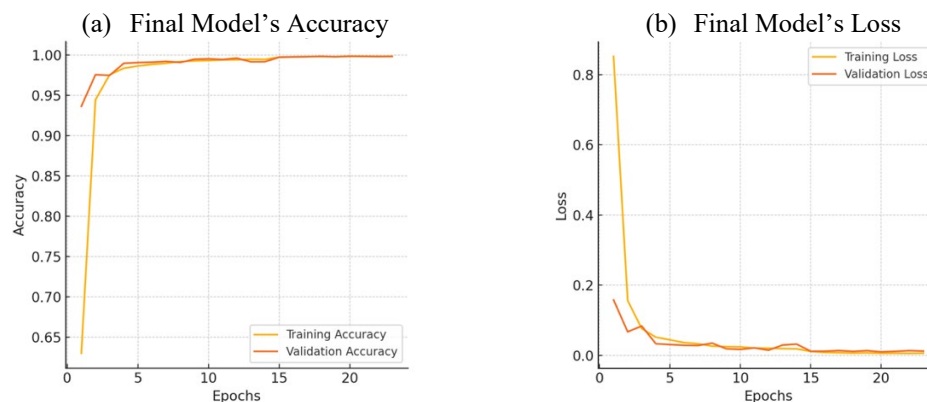 (a) Final Model’s Accuracy
1.00
0.95
0.90
0.85
0.80
0.75
0.70
0.65
Accuracy
0
5
10
15
20
Epochs
Training Accuracy
Validation Accuracy
(b) Final Model’s Loss
0.8
0.6
0.4
0.2
0.0
Loss
0
5
10
15
20
Epochs
Training Loss
Validation Loss